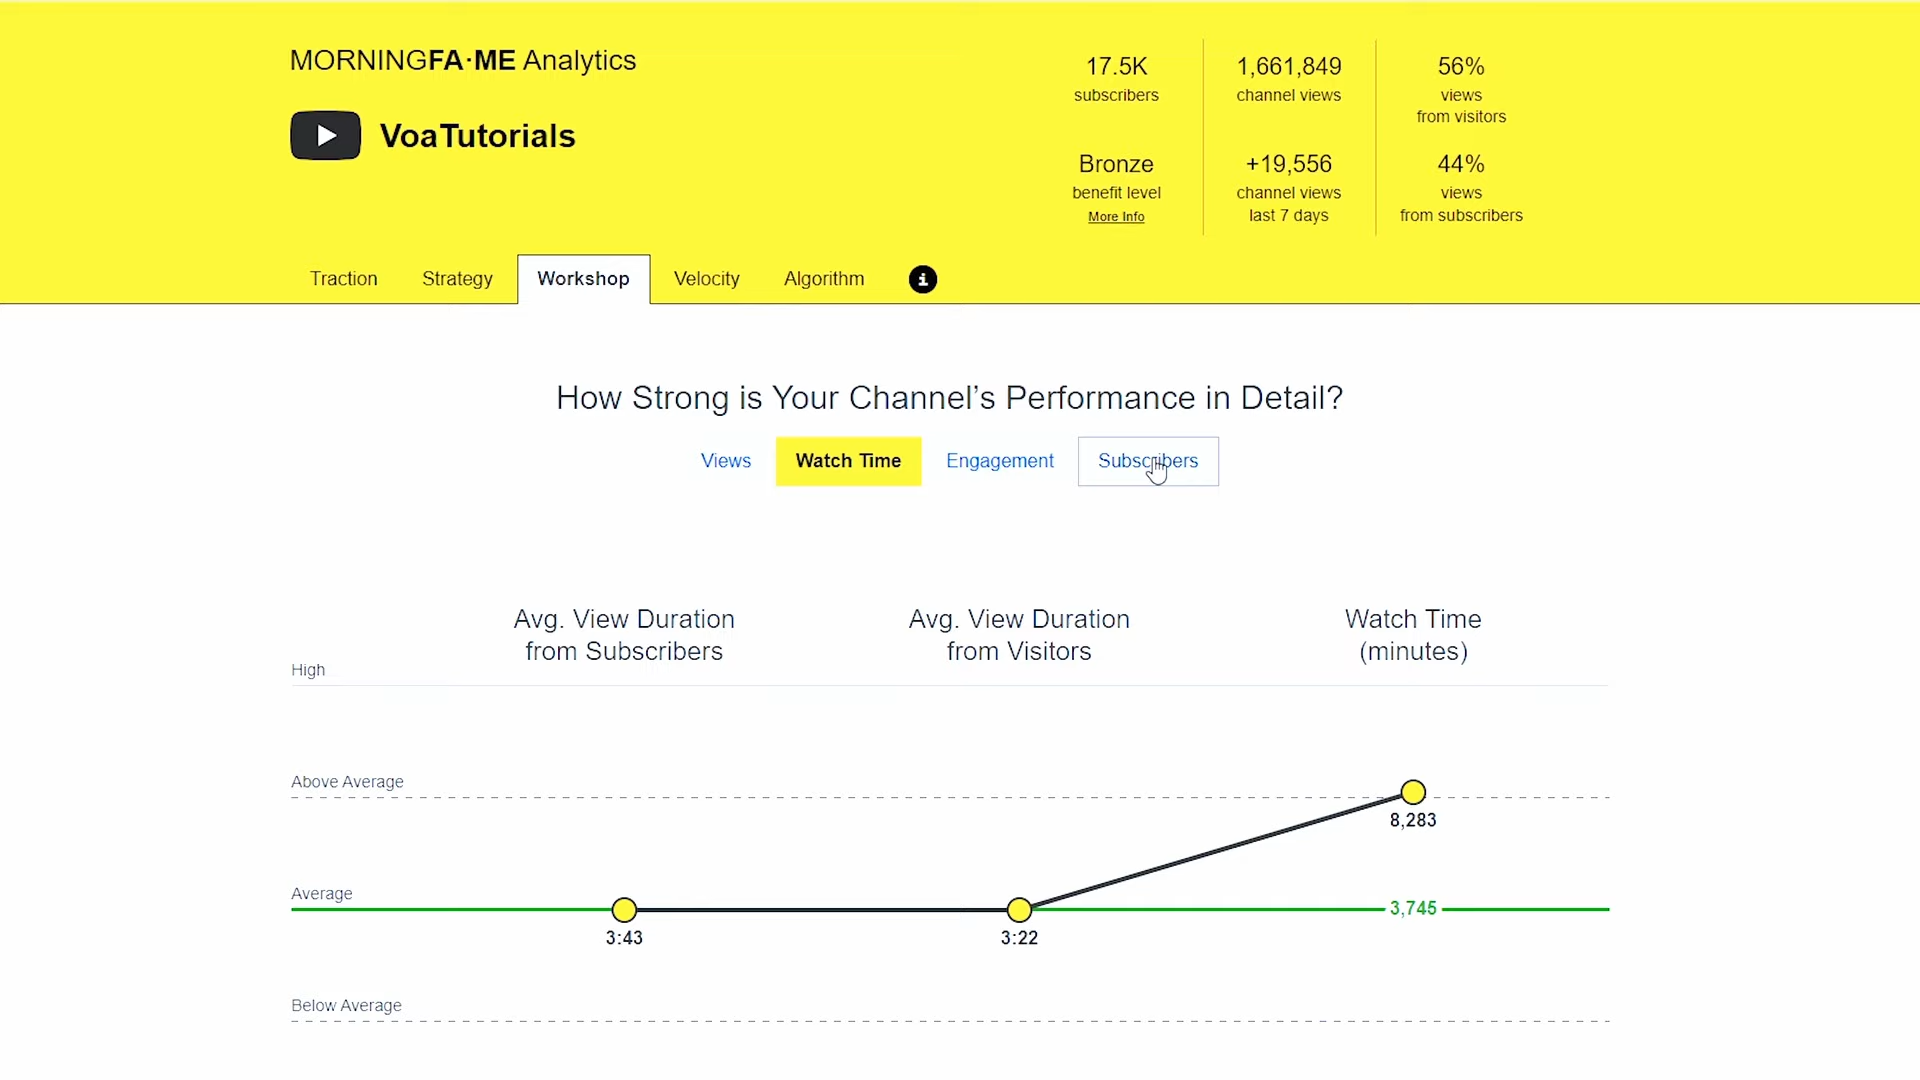 MORNINGFA·ME Analytics
VoaTutorials
17.5K
subscribers
Bronze
benefit level
More Info
1,661,849
channel views
+19,556
channel views
last 7 days
56%
views
from visitors
44%
views
from subscribers
Traction Strategy Workshop Velocity Algorithm i
How Strong is Your Channel’s Performance in Detail?
Views Watch Time Engagement Subscribers
Avg. View Duration
from Subscribers
Avg. View Duration
from Visitors
Watch Time
(minutes)
High
Above Average
8,283
Average
3,745
3:43
3:22
Below Average